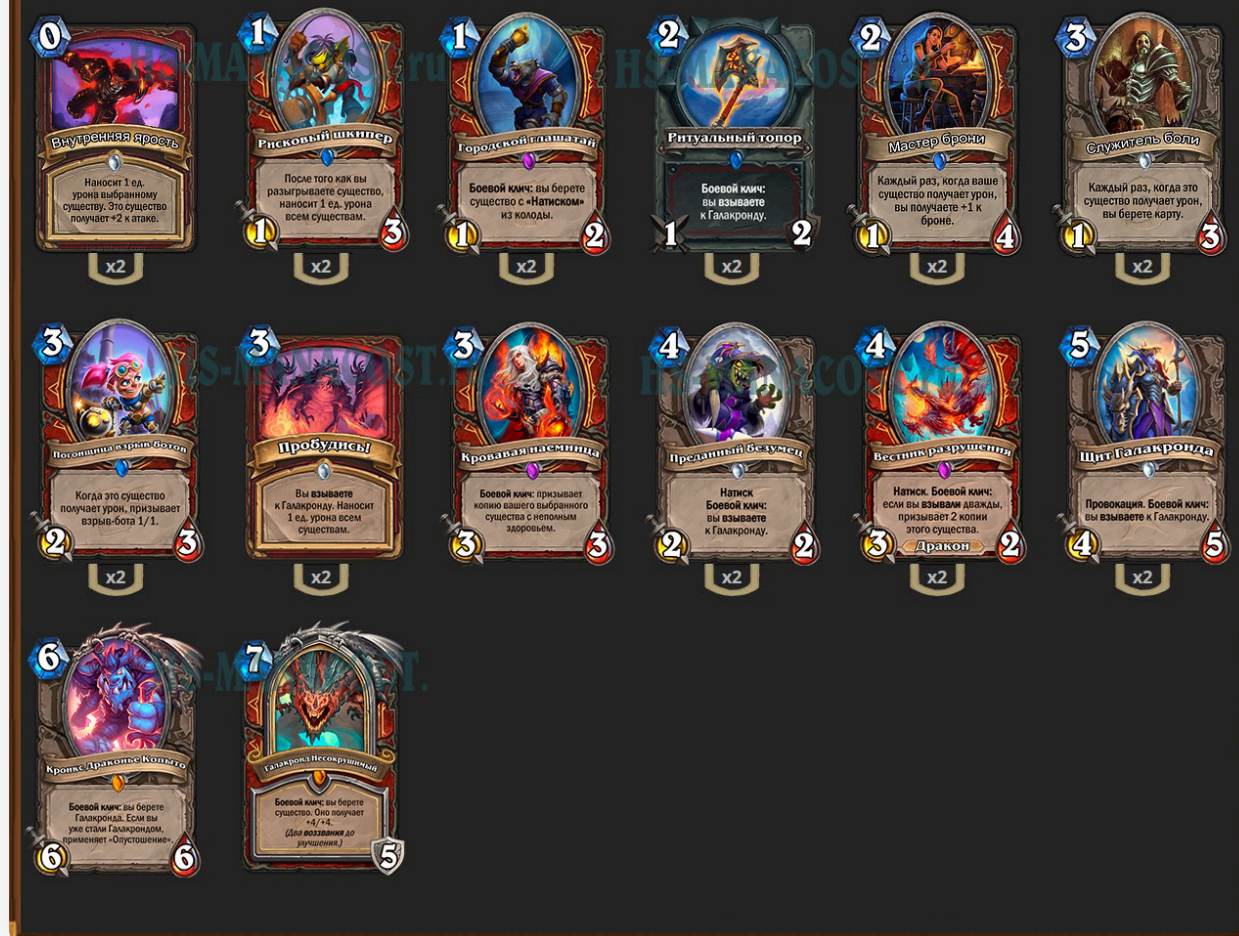 0
HS-MANACOST.ru
Внутренняя ярость
Наносит 1 ед.
урона выбранному
существу. Это существо
получает +2 к атаке.
x2
1
Рисковый шкипер
После того как вы
разыгрываете существо,
наносит 1 ед. урона
всем существам.
1
3
x2
1
Городской глашатай
Боевой клич: вы берете
существо с «Натиском»
из колоды.
1
2
x2
2
HS-MANACOST
Ритуальный топор
Боевой клич:
вы взываете
к Галакронду.
1
2
x2
2
Мастер брони
Каждый раз, когда ваше
существо получает урон,
вы получаете +1 к
броне.
1
4
x2
3
Служитель боли
Каждый раз, когда это
существо получает урон,
вы берете карту.
1
3
x2
3
Погонщица взрыв-ботов
Когда это существо
получает урон, призывает
взрыв-бота 1/1.
2
3
x2
3
Пробудись!
Вы взываете
к Галакронду. Наносит
1 ед. урона всем
существам.
x2
3
Кровавая наемница
Боевой клич: призывает
копию вашего выбранного
существа с неполным
здоровьем.
3
3
4
Преданный безумец
Натиск
Боевой клич:
вы взываете
к Галакронду.
2
2
x2
4
Вестник разрушения
Натиск. Боевой клич:
если вы взывали дважды,
призывает 2 копии
этого существа.
Дракон
3
2
x2
5
Щит Галакронда
Провокация. Боевой клич:
вы взываете к Галакронду.
4
5
x2
6
Кронкс Драконье Копыто
Боевой клич: вы берете
Галакронда. Если вы
уже стали Галакрондом,
применяет «Опустошение».
6
6
7
Галакронд Несокрушимый
Боевой клич: вы берете
существо. Оно получает
+4/+4.
(Два воззвания до
улучшения.)
5